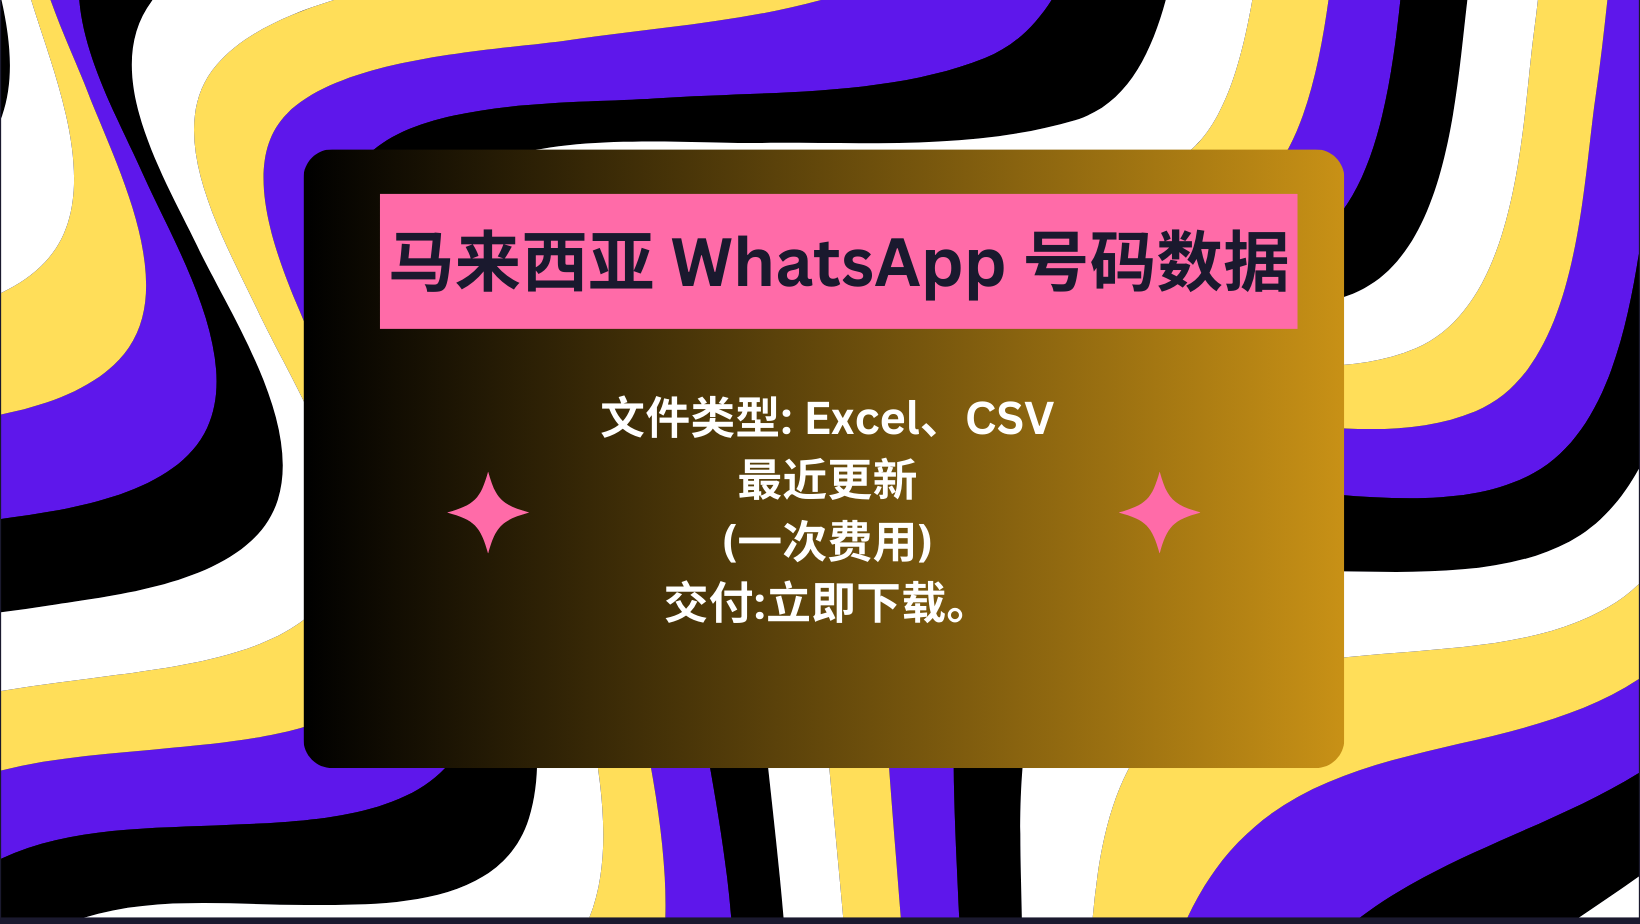 马来西亚 WhatsApp 号码数据
文件类型: Excel、CSV
最近更新
(一次费用)
交付:立即下载。